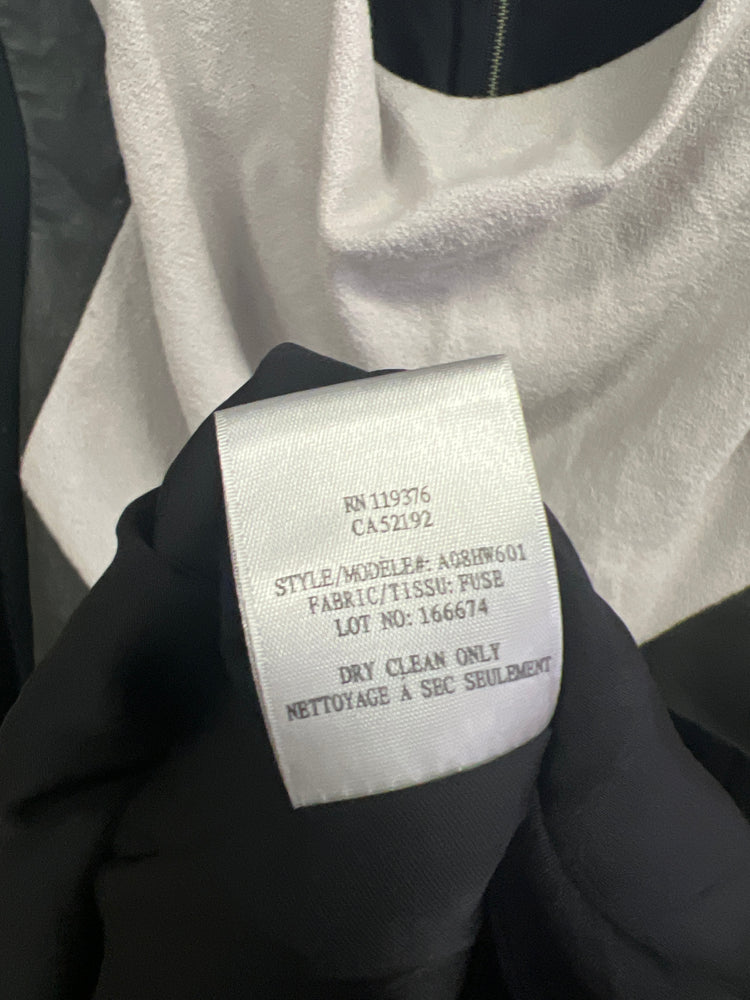 RN 119376
CA52192
STYLE/MODÈLE#: A08HW601
FABRIC/TISSU: FUSE
LOT NO: 166674
DRY CLEAN ONLY
NETTOYAGE À SEC SEULEMENT